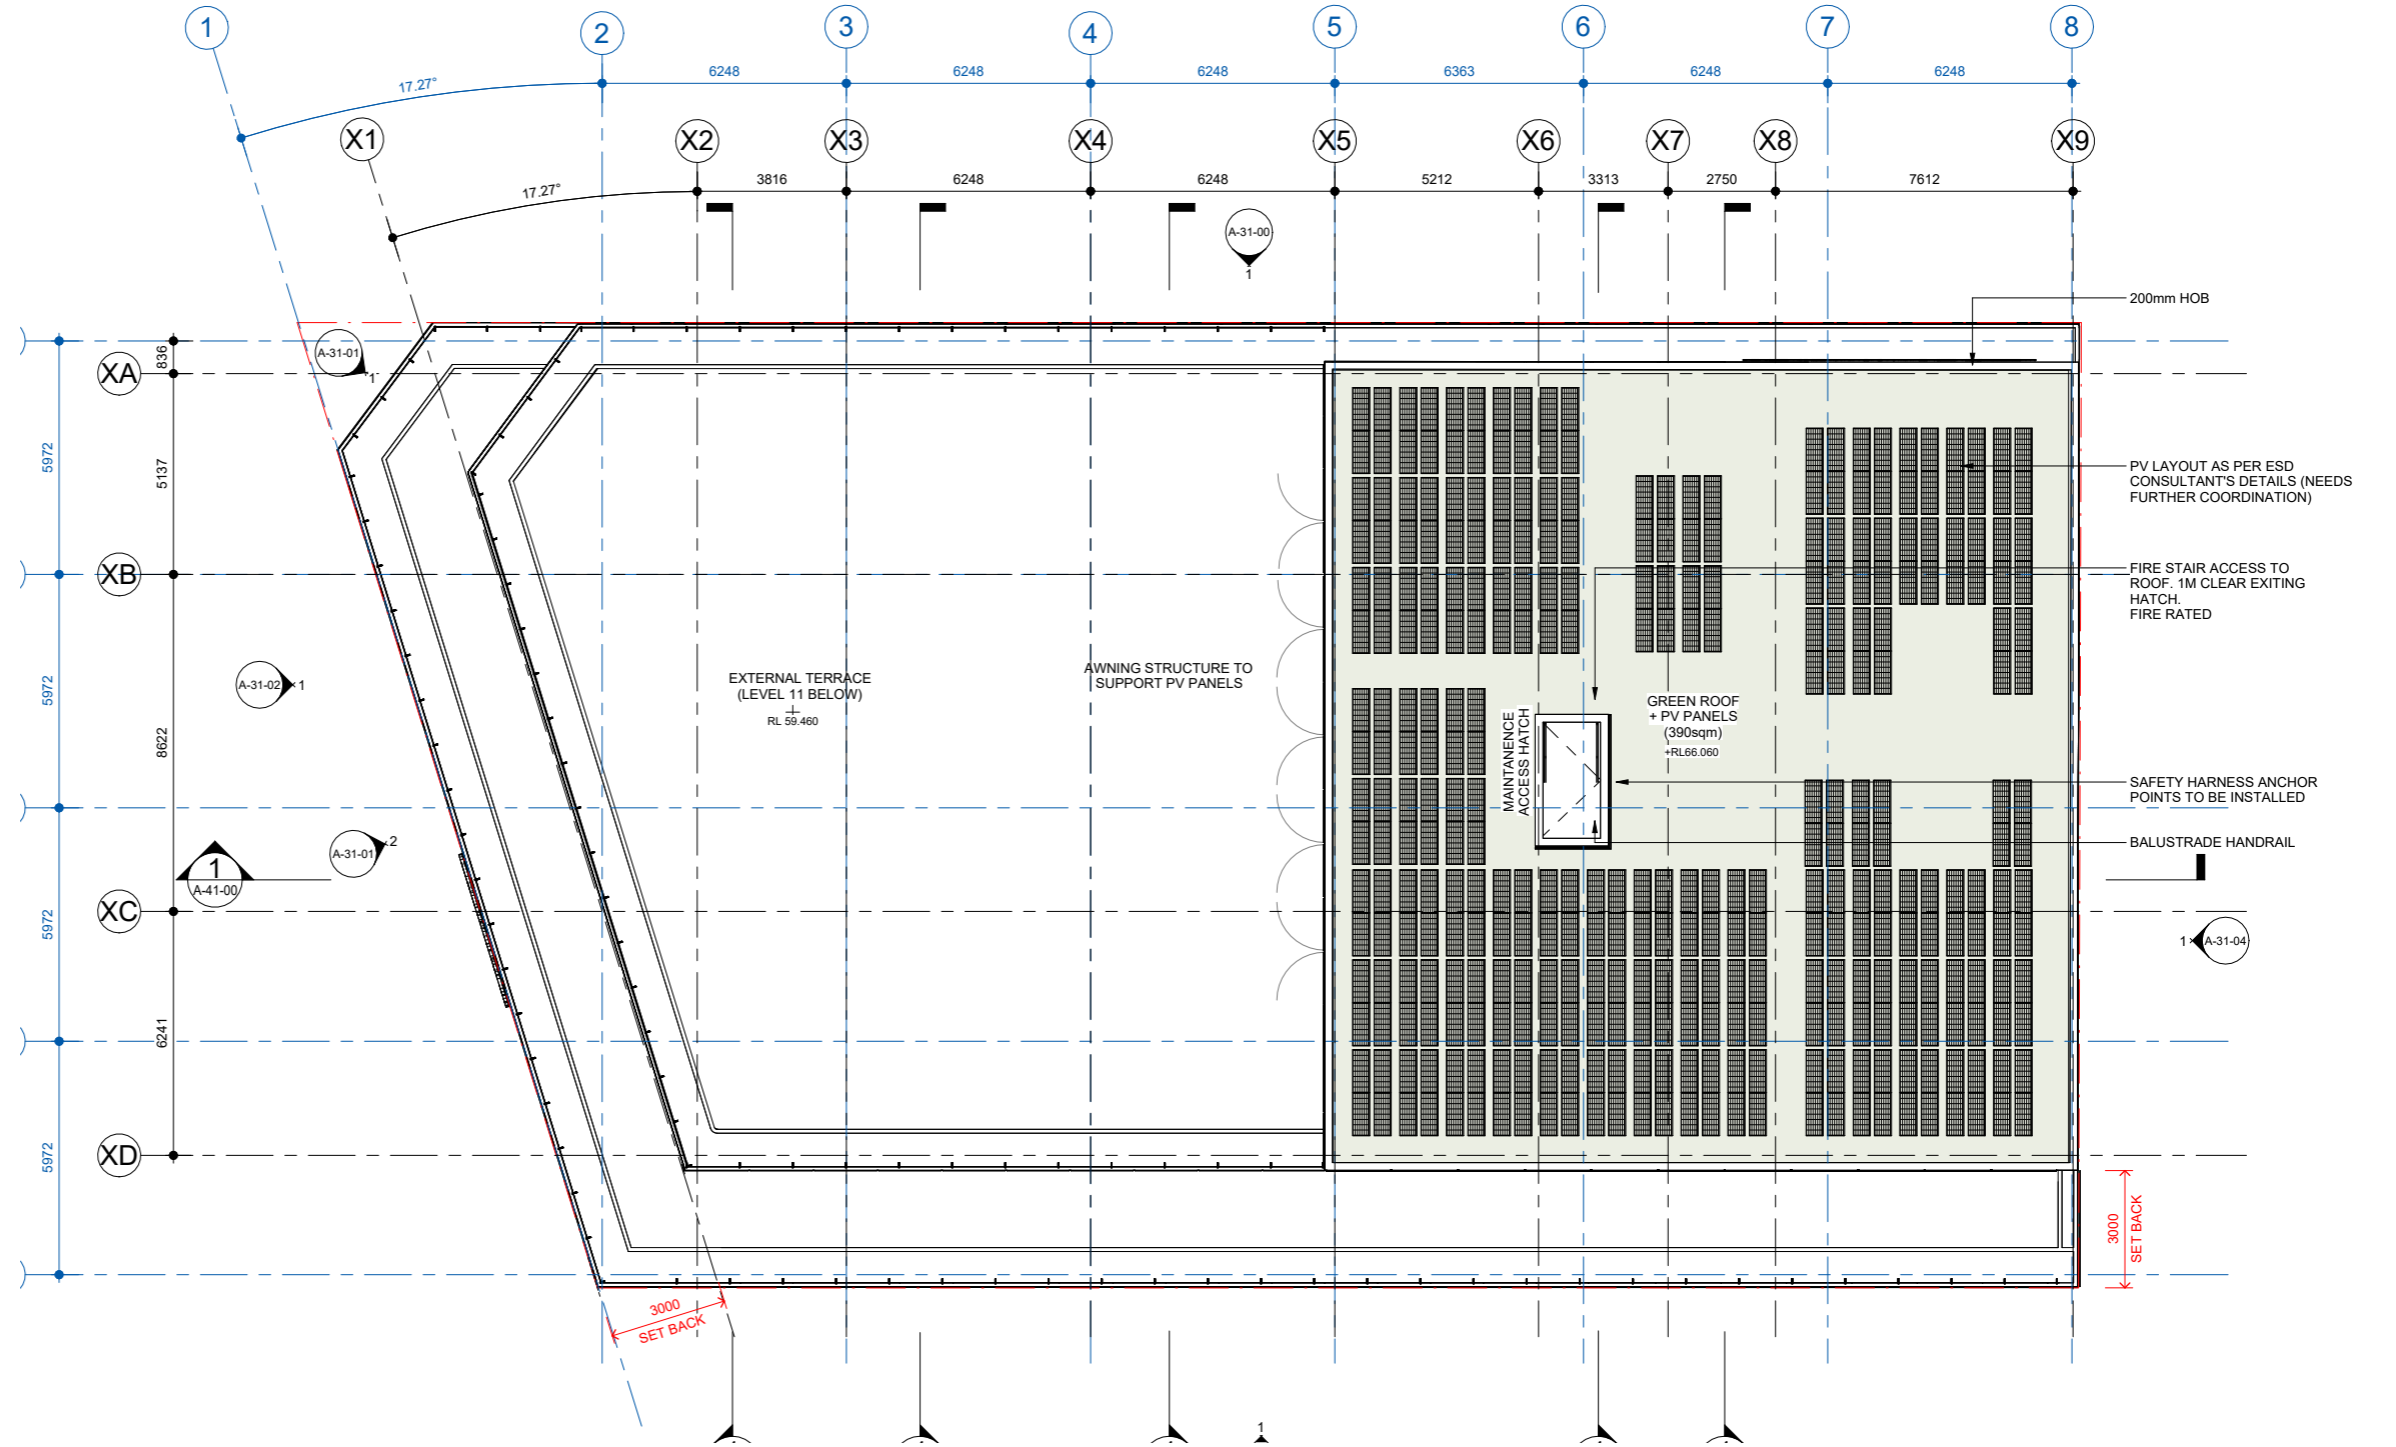 1
2
3
4
5
6
7
8
17.27°
6248
6248
6248
6363
6248
6248
X1
X2
X3
X4
X5
X6
X7
X8
X9
17.27°
3816
6248
6248
5212
3313
2750
7612
A-31-00
1
200mm HOB
A-31-01
1
836
XA
5972
5137
PV LAYOUT AS PER ESD
CONSULTANT'S DETAILS (NEEDS
FURTHER COORDINATION)
XB
FIRE STAIR ACCESS TO
ROOF. 1M CLEAR EXITING
HATCH.
FIRE RATED
5972
A-31-02
1
EXTERNAL TERRACE
(LEVEL 11 BELOW)
RL 59.460
AWNING STRUCTURE TO
SUPPORT PV PANELS
MAINTANENCE
ACCESS HATCH
GREEN ROOF
+ PV PANELS
(390sqm)
+RL66.060
8622
SAFETY HARNESS ANCHOR
POINTS TO BE INSTALLED
BALUSTRADE HANDRAIL
1
A-41-00
A-31-01
2
XC
5972
1
A-31-04
6241
5972
XD
3000
SET BACK
3000
SET BACK
1